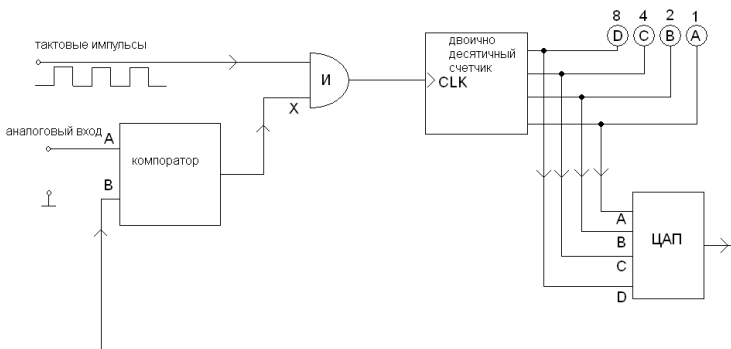 8 4 2 1
D C B A
тактовые импульсы
двоично
десятичный
счетчик
CLK
И
X
аналоговый вход
A
B
компоратор
A
B
C
D
ЦАП